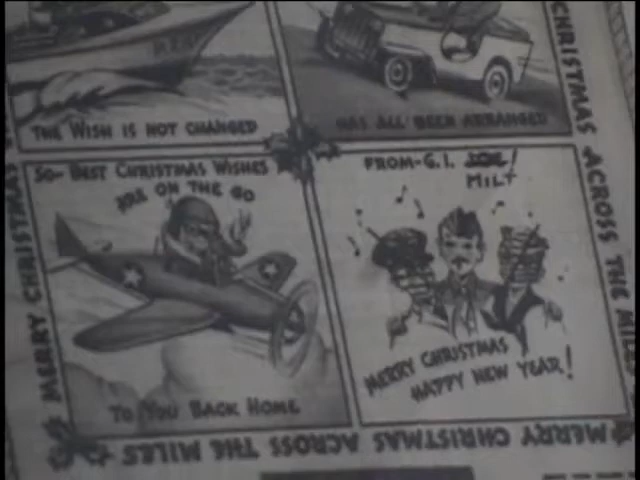 THE WISH IS NOT CHANGED
HAS ALL BEEN ARRANGED
SO- BEST CHRISTMAS WISHES
ARE ON THE GO
TO YOU BACK HOME
FROM-G.I. JOE!
MILT
MERRY CHRISTMAS
HAPPY NEW YEAR!
MERRY CHRISTMAS
CHRISTMAS ACROSS THE MILES
MERRY CHRISTMAS ACROSS THE MILES